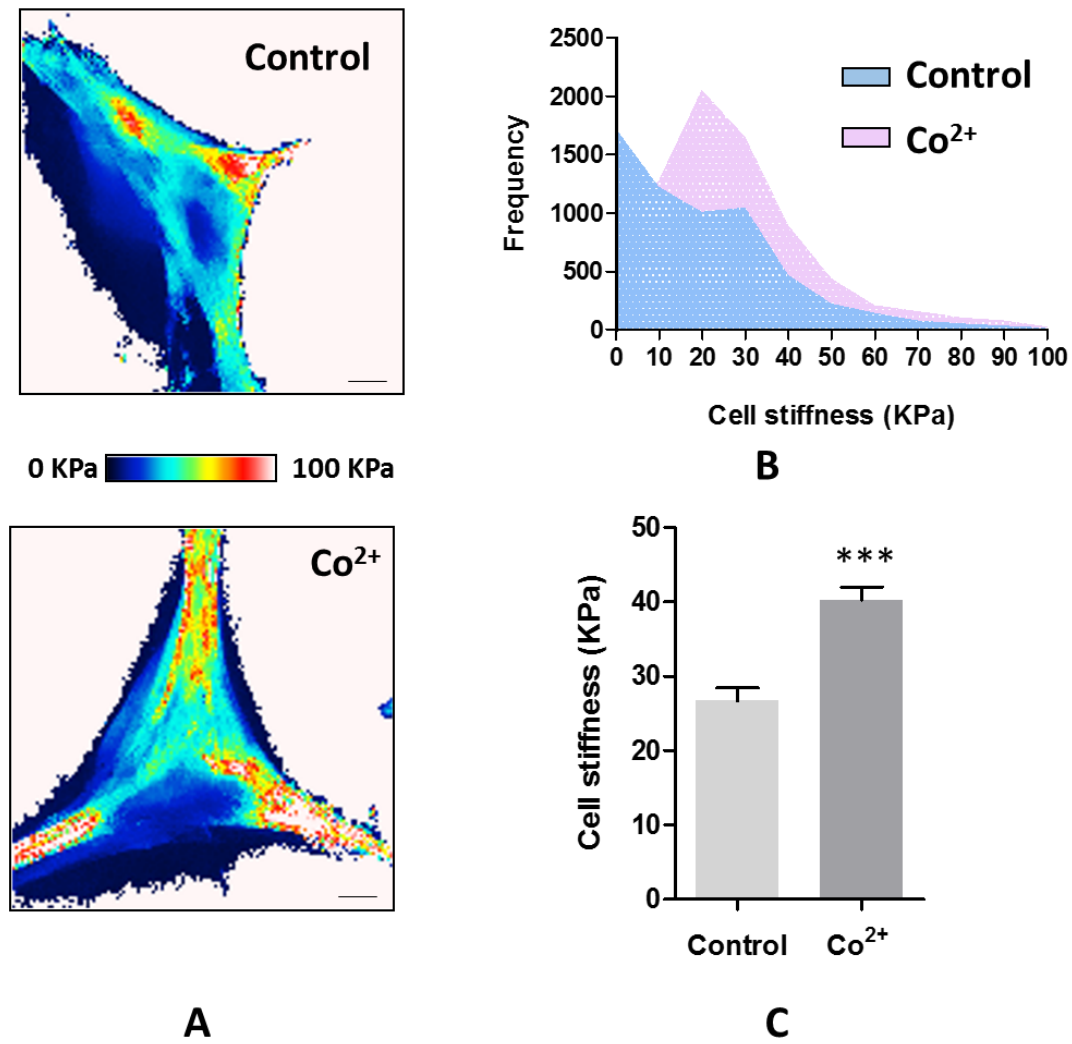 Control
0 KPa 100 KPa
Co²⁺
A
2500
2000
1500
1000
500
0
Frequency
0 10 20 30 40 50 60 70 80 90 100
Cell stiffness (KPa)
Control
Co²⁺
B
50
40
30
20
10
0
Cell stiffness (KPa)
***
Control Co²⁺
C